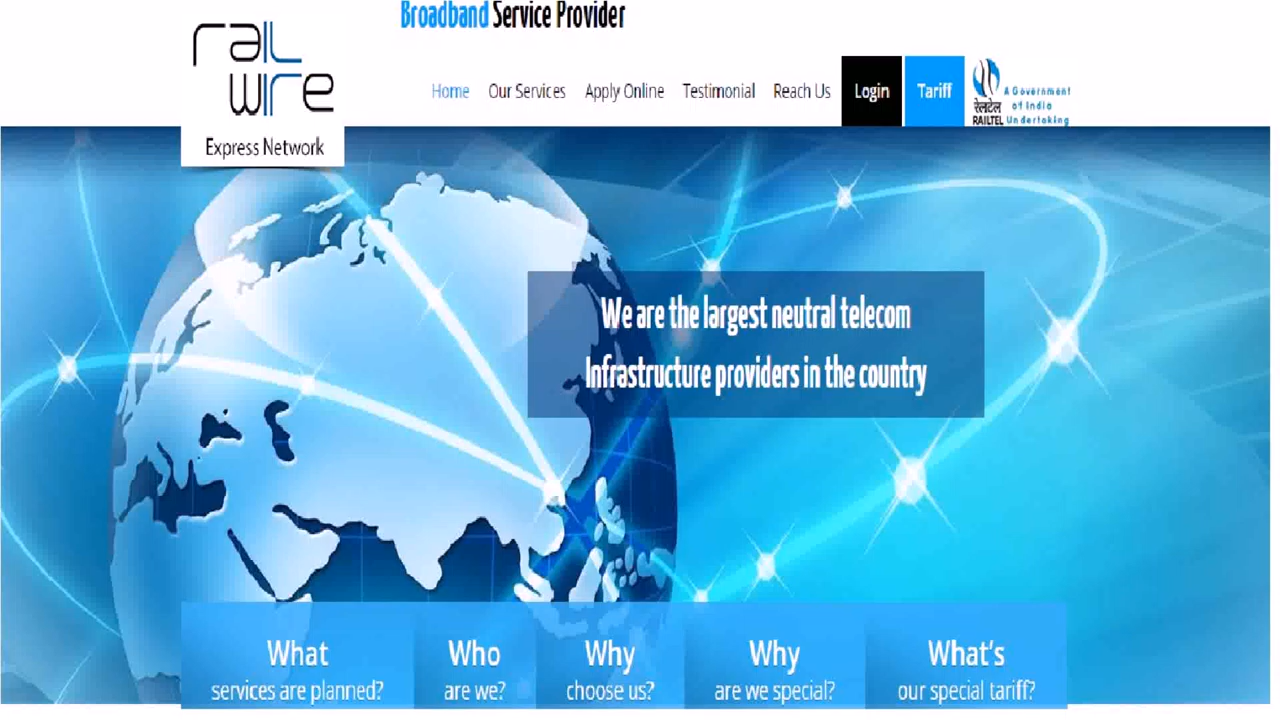 Broadband Service Provider
rail
wire
Express Network
Home Our Services Apply Online Testimonial Reach Us Login Tariff
रेलटेल
RAILTEL
A Government
of India
Undertaking
We are the largest neutral telecom
Infrastructure providers in the country
What
services are planned?
Who
are we?
Why
choose us?
Why
are we special?
What's
our special tariff?